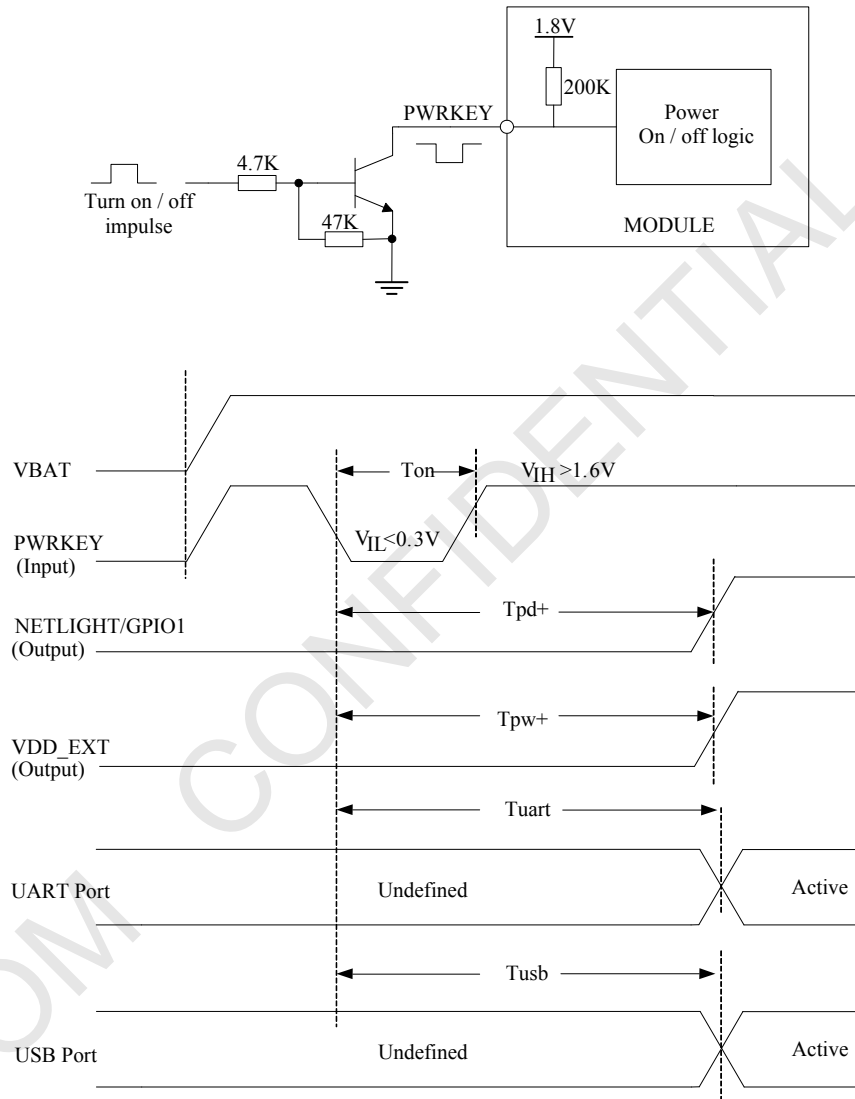 1.8V
200K
PWRKEY
Power
On / off logic
4.7K
Turn on / off
impulse
47K
MODULE
VBAT
Ton
VIH >1.6V
PWRKEY
(Input)
VIL<0.3V
NETLIGHT/GPIO1
(Output)
Tpd+
VDD_EXT
(Output)
Tpw+
Tuart
UART Port
Undefined
Active
Tusb
USB Port
Undefined
Active
OM CONFIDENTIAL